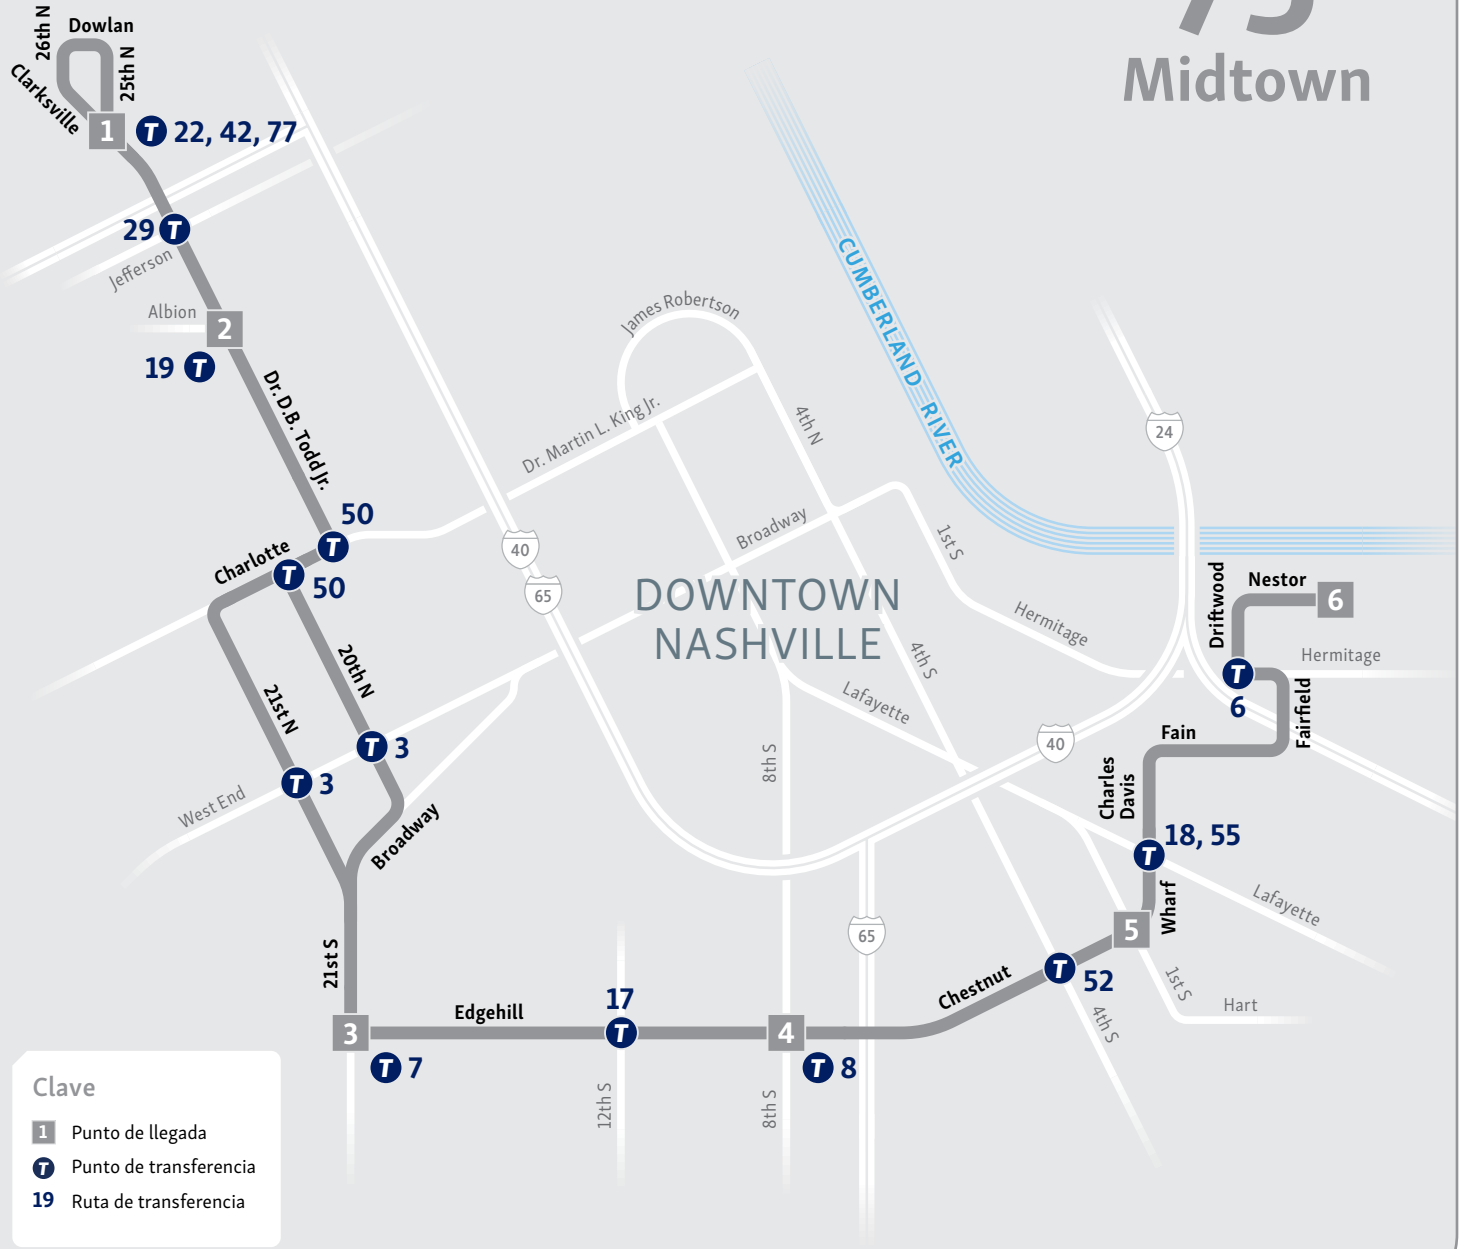 75
Midtown
26th N
Dowlan
25th N
Clarksville
1
T
22, 42, 77
29
T
Jefferson
Albion
2
19
T
Dr. D.B. Todd Jr.
James Robertson
Dr. Martin L. King Jr.
4th N
CUMBERLAND RIVER
24
50
T
Charlotte
T
50
40
65
Broadway
1st S
DOWNTOWN
NASHVILLE
Hermitage
Driftwood
Nestor
6
Hermitage
T
6
Fairfield
20th N
21st N
4th S
Lafayette
8th S
40
Fain
Charles
Davis
T
3
T
3
West End
Broadway
18, 55
T
Wharf
Lafayette
65
5
21st S
Chestnut
T
52
1st S
Hart
4th S
3
Edgehill
17
T
4
T
7
T
8
12th S
8th S
Clave
1
Punto de llegada
T
Punto de transferencia
19
Ruta de transferencia